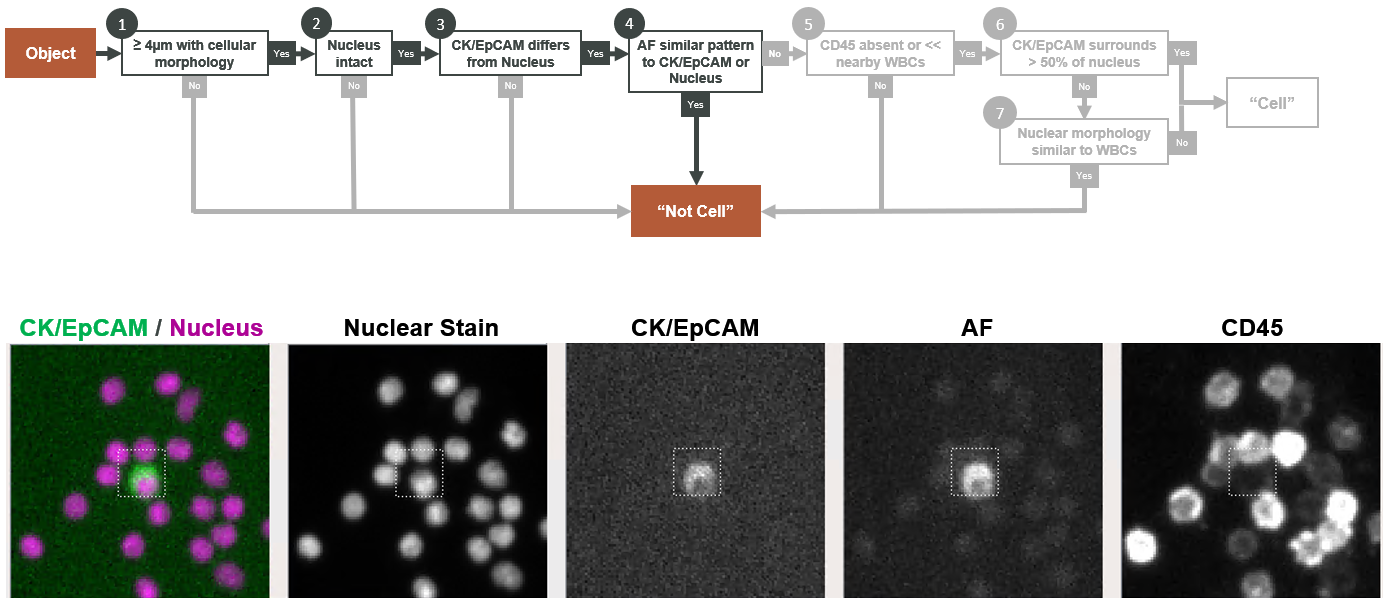 1
2
3
4
5
6
Object
≥ 4µm with cellular
morphology
Yes
Nucleus
intact
Yes
CK/EpCAM differs
from Nucleus
Yes
AF similar pattern
to CK/EpCAM or
Nucleus
No
CD45 absent or <<
nearby WBCs
Yes
CK/EpCAM surrounds
> 50% of nucleus
Yes
No
No
No
Yes
No
No
“Cell”
7
Nuclear morphology
similar to WBCs
No
Yes
“Not Cell”
CK/EpCAM / Nucleus
Nuclear Stain
CK/EpCAM
AF
CD45